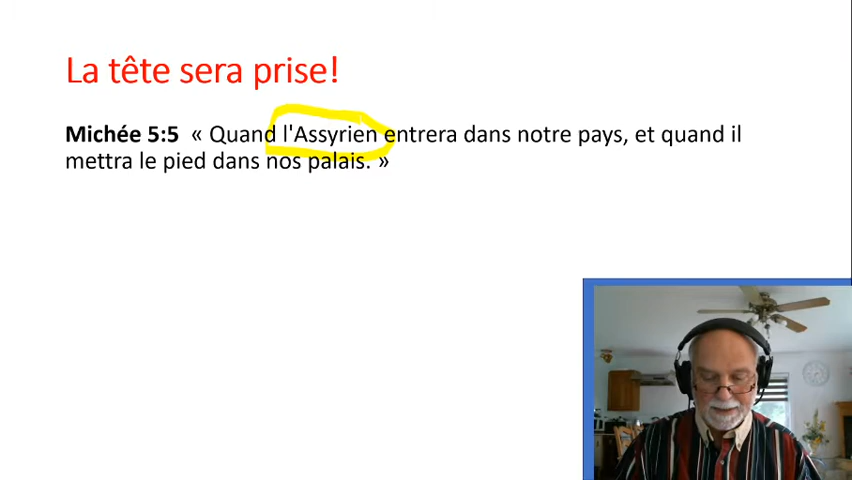 La tête sera prise!
Michée 5:5 « Quand l'Assyrien entrera dans notre pays, et quand il
mettra le pied dans nos palais. »